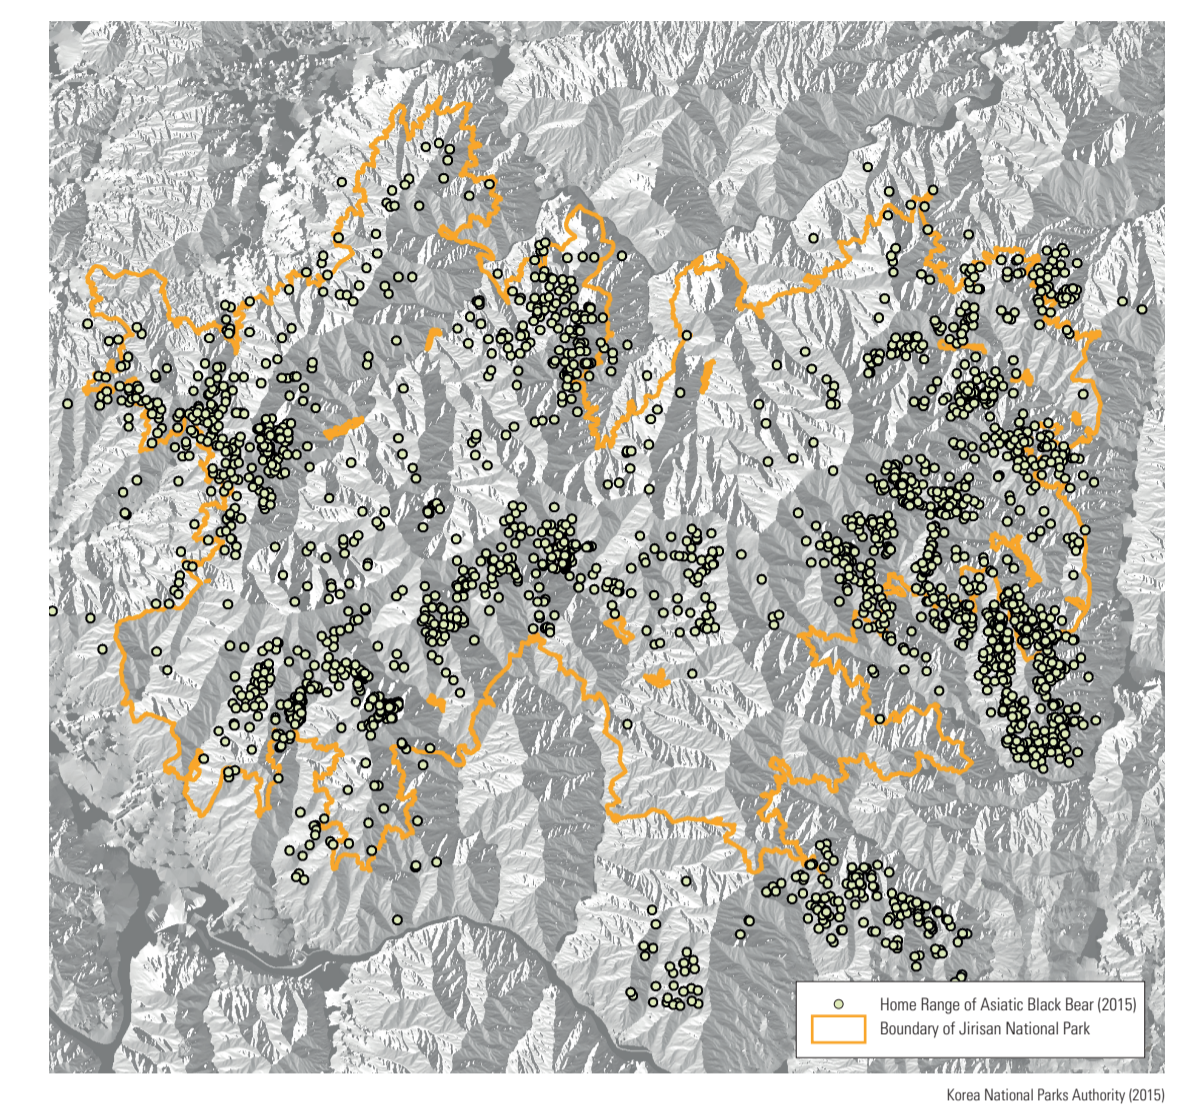 Home Range of Asiatic Black Bear (2015)
Boundary of Jirisan National Park
Korea National Parks Authority (2015)